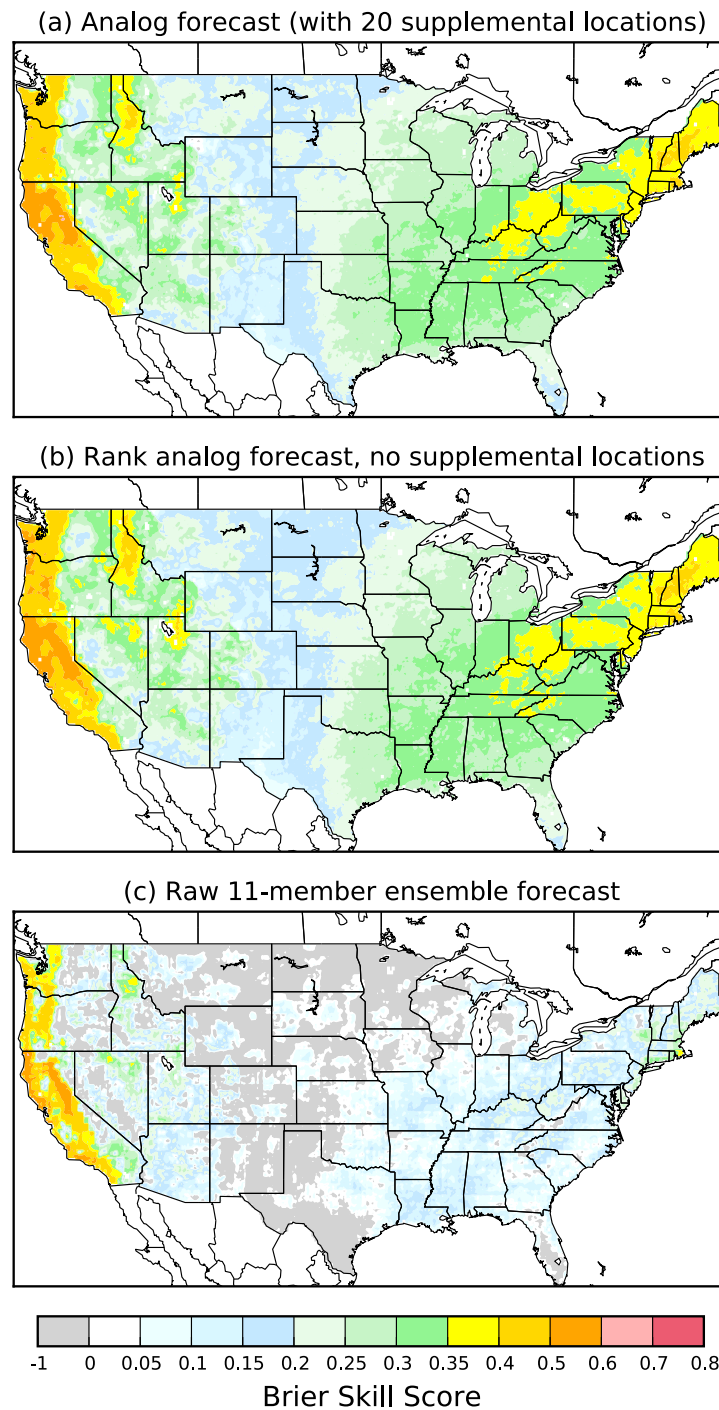 (a) Analog forecast (with 20 supplemental locations)
(b) Rank analog forecast, no supplemental locations
(c) Raw 11-member ensemble forecast
-1 0 0.05 0.1 0.15 0.2 0.25 0.3 0.35 0.4 0.5 0.6 0.7 0.8
Brier Skill Score